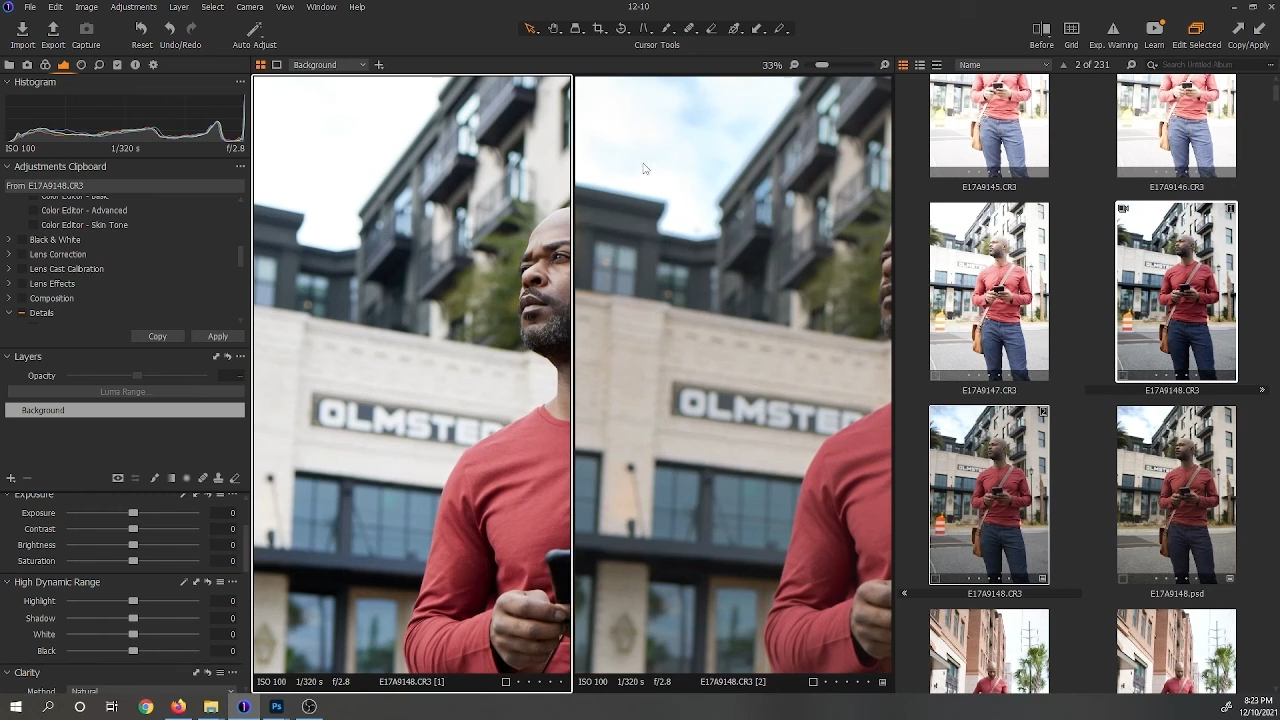 File Edit View Adjustments Layer Select Image Camera Window Help
12-10
Import Export Capture Reset Undo/Redo Auto Adjust
Cursor Tools
Before Grid Exp. Warning Learn Edit Selected Copy/Apply
Background
33%
Name
2 of 231
Search Untitled Album
Histogram
ISO 100 1/320 s f/2.8
Adjustments Clipboard
From E17A9148.CR3
Color Editor - Basic
Color Editor - Advanced
Color Editor - Skin Tone
Black & White
Lens Correction
Lens Cast Calibration
Lens Effects
Composition
Details
Copy Apply
Layers
Opacity
Luma Range...
Background
Exposure 0
Contrast 0
Brightness 0
Saturation 0
High Dynamic Range
Highlight 0
Shadow 0
White 0
Black 0
Clarity
Method Natural
OLMSTED
OLMSTED
ISO 100 1/320 s f/2.8 E17A9148.CR3 [1]
ISO 100 1/320 s f/2.8 E17A9148.CR3 [2]
E17A9145.CR3
E17A9146.CR3
E17A9147.CR3
E17A9148.CR3
E17A9148.CR3
E17A9148.psd
Ps
8:23 PM
12/10/2021